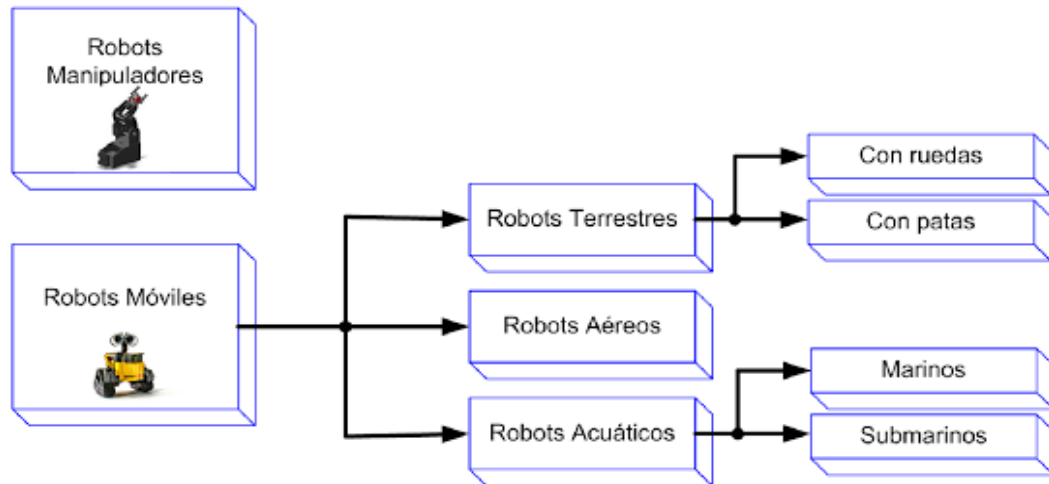 Robots
Manipuladores
Robots Móviles
Robots Terrestres
Con ruedas
Con patas
Robots Aéreos
Robots Acuáticos
Marinos
Submarinos